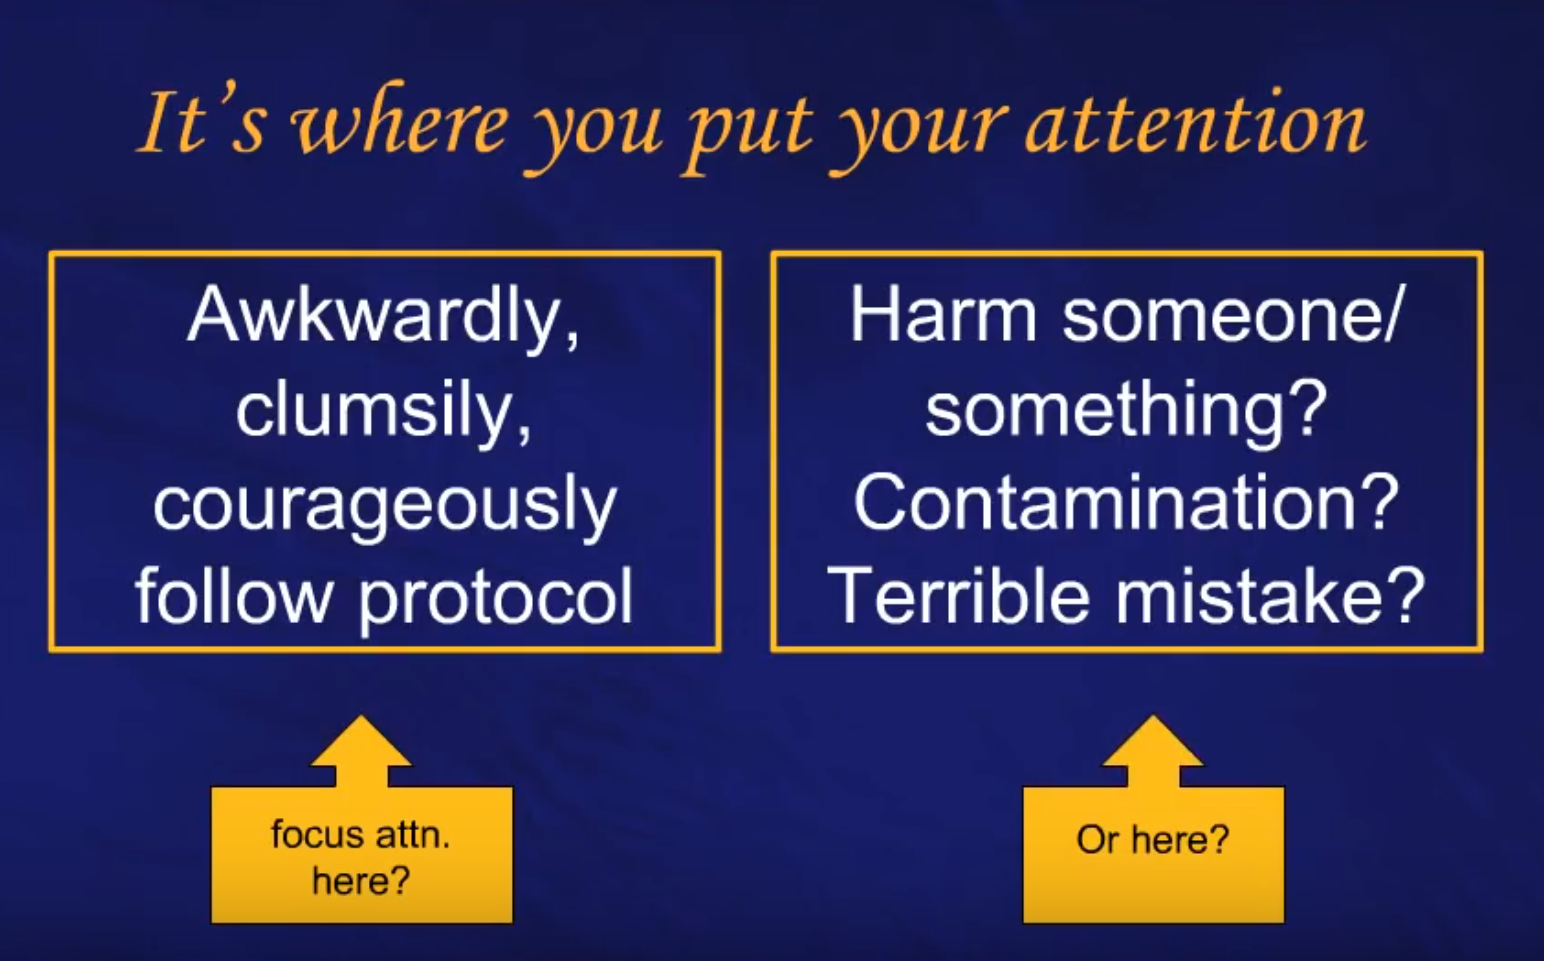 It's where you put your attention
Awkwardly,
clumsily,
courageously
follow protocol
Harm someone/
something?
Contamination?
Terrible mistake?
focus attn.
here?
Or here?